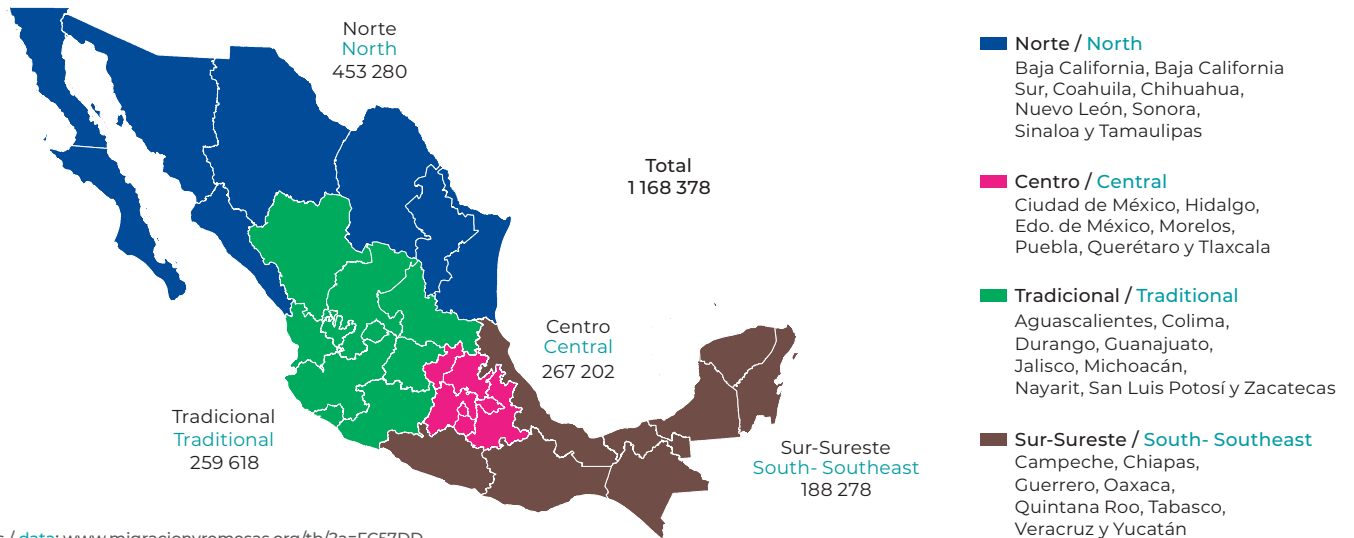 Norte
North
453 280
Total
1 168 378
Centro
Central
267 202
Tradicional
Traditional
259 618
Sur-Sureste
South- Southeast
188 278
Norte / North
Baja California, Baja California
Sur, Coahuila, Chihuahua,
Nuevo León, Sonora,
Sinaloa y Tamaulipas
Centro / Central
Ciudad de México, Hidalgo,
Edo. de México, Morelos,
Puebla, Querétaro y Tlaxcala
Tradicional / Traditional
Aguascalientes, Colima,
Durango, Guanajuato,
Jalisco, Michoacán,
Nayarit, San Luis Potosí y Zacatecas
Sur-Sureste / South- Southeast
Campeche, Chiapas,
Guerrero, Oaxaca,
Quintana Roo, Tabasco,
Veracruz y Yucatán
/ data: